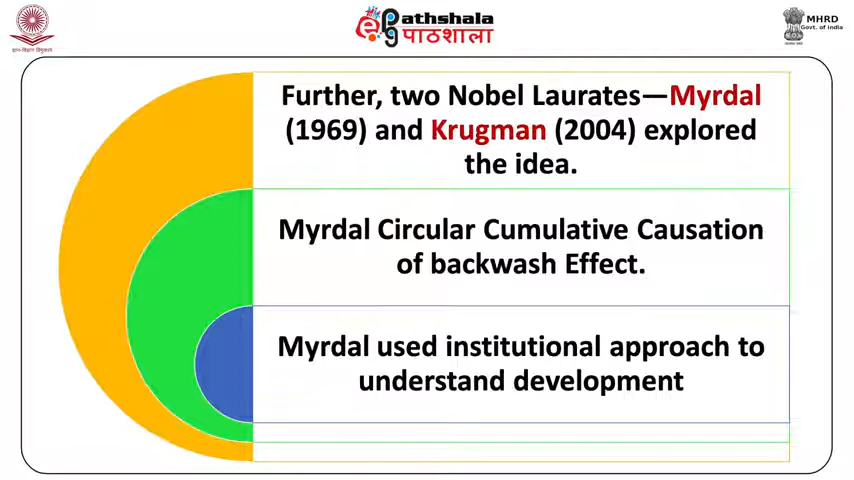 Pathshala
पाठशाला
MHRD
Govt. of India
Further, two Nobel Laurates—Myrdal
(1969) and Krugman (2004) explored
the idea.
Myrdal Circular Cumulative Causation
of backwash Effect.
Myrdal used institutional approach to
understand development